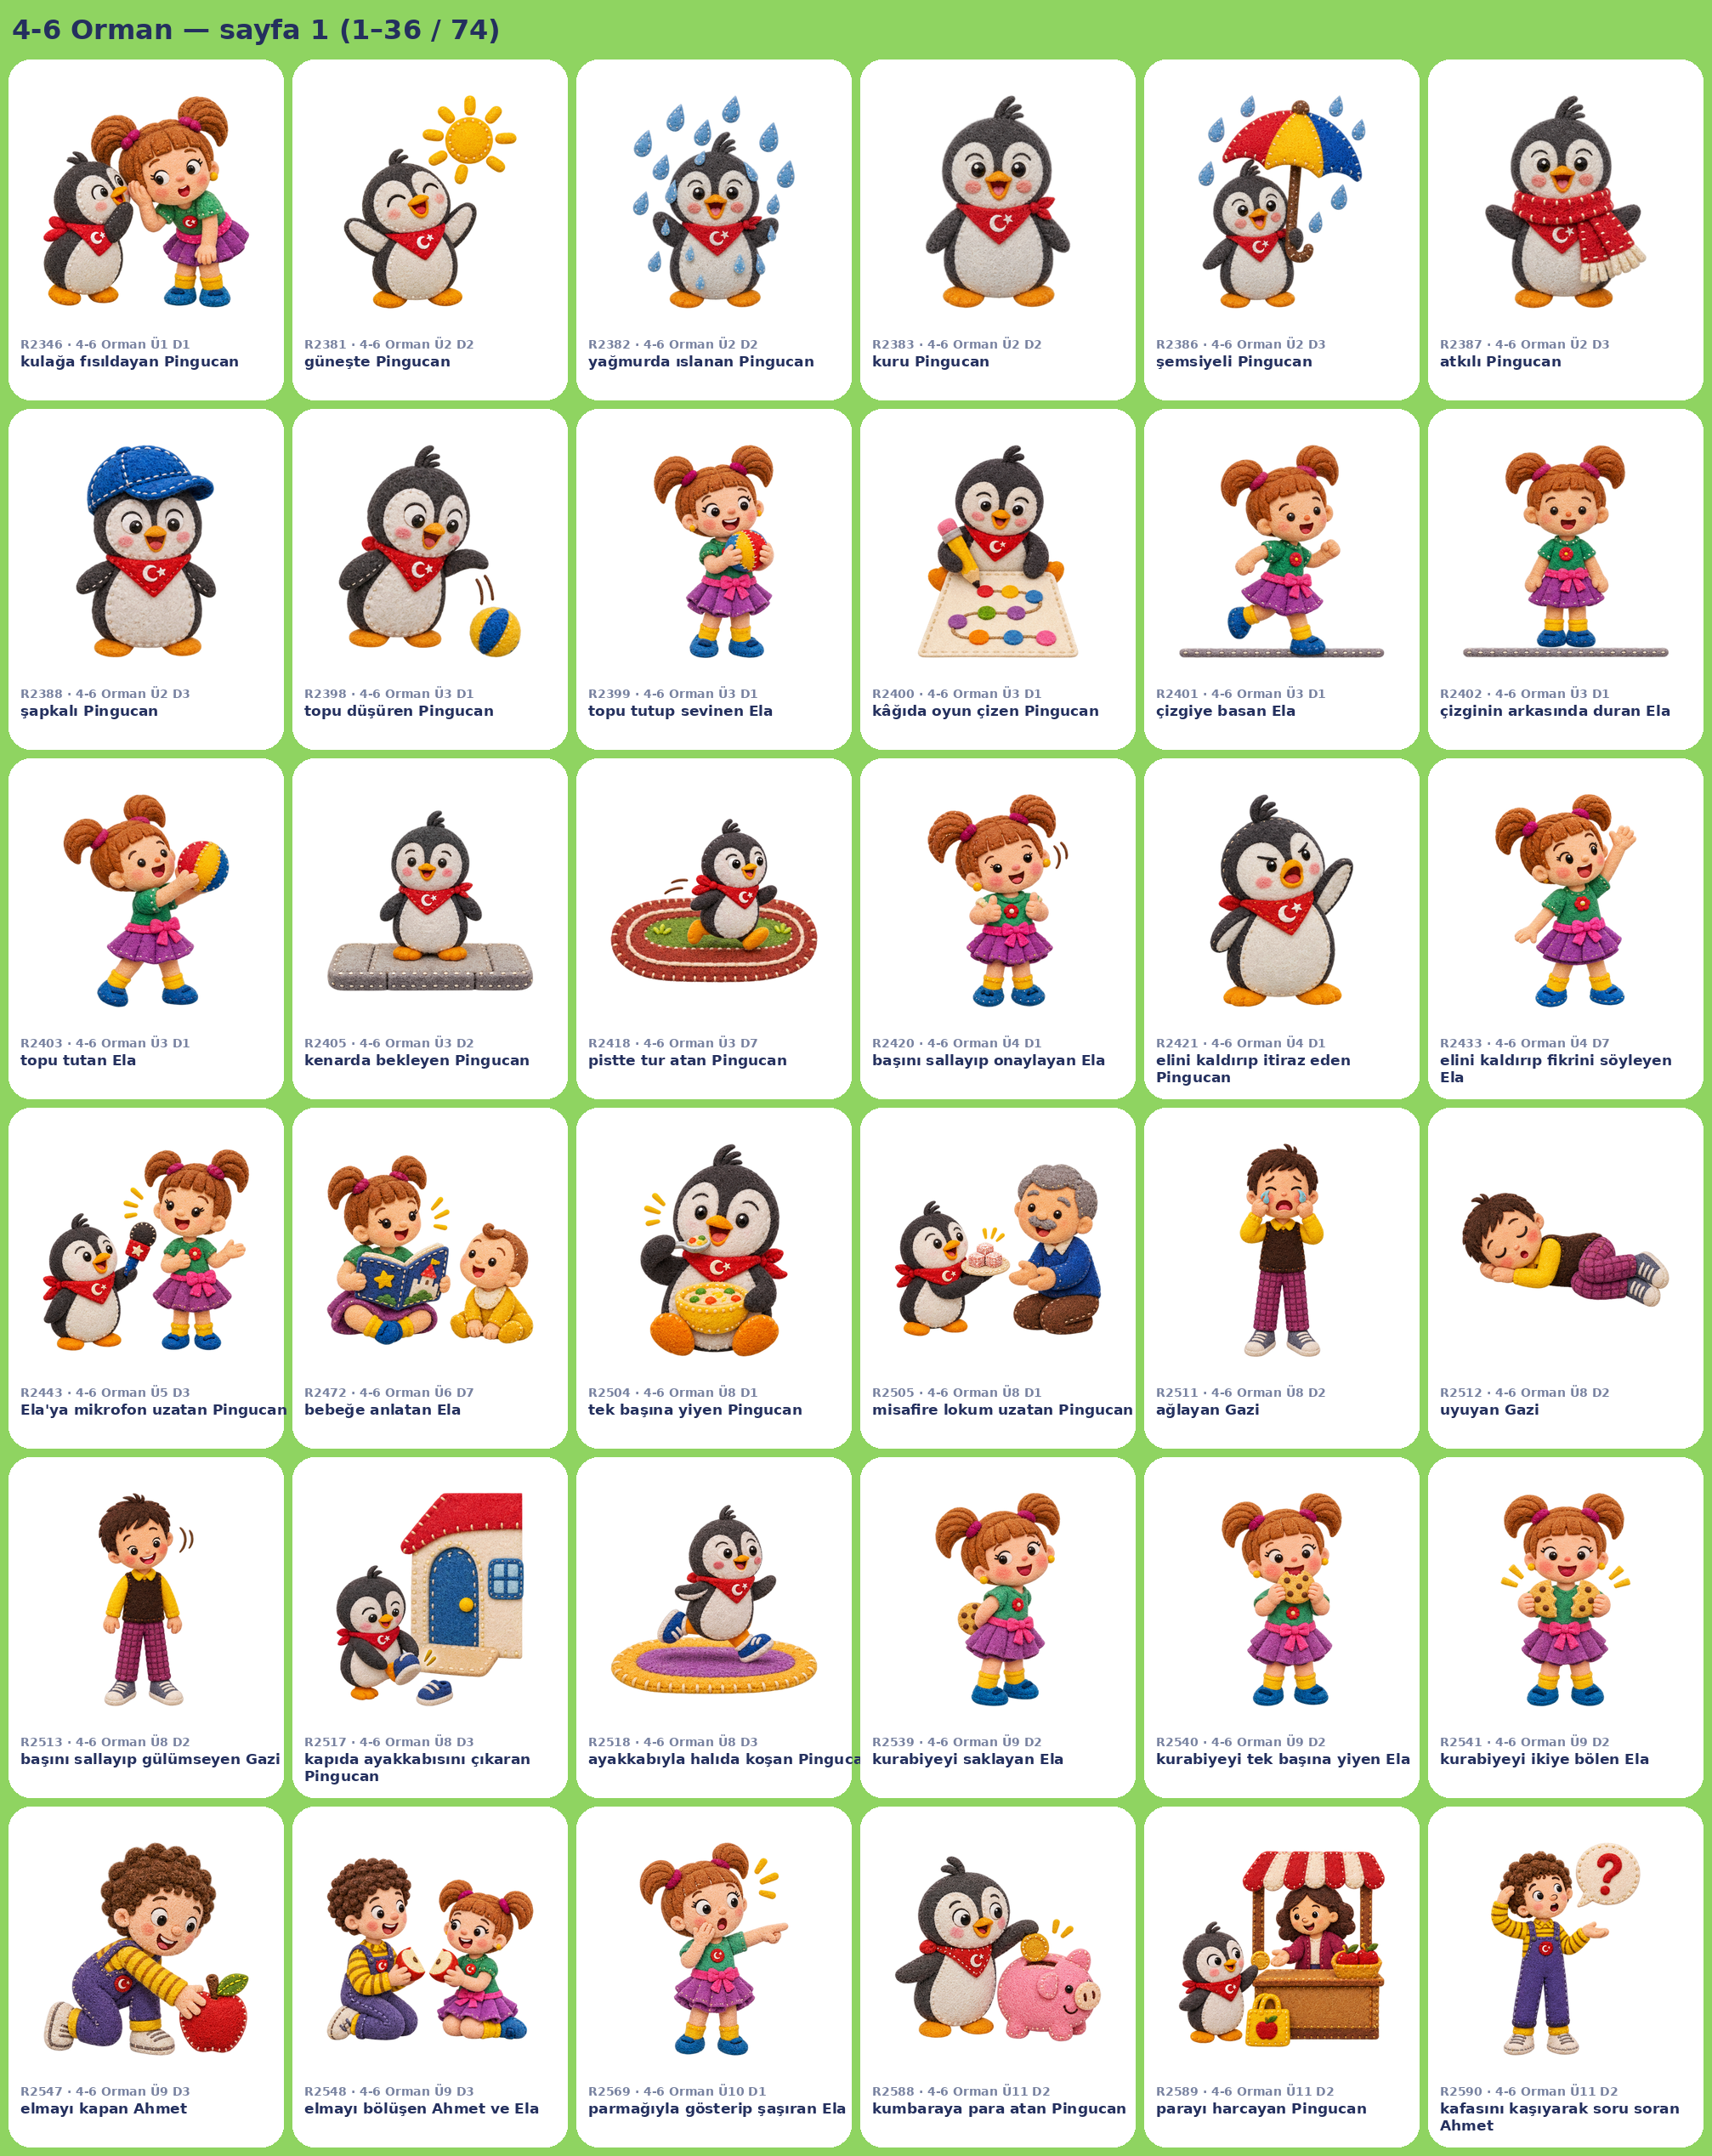 4-6 Orman — sayfa 1 (1–36 / 74)
R2346 · 4-6 Orman Ü1 D1
kulağa fısıldayan Pingucan
R2381 · 4-6 Orman Ü2 D2
güneşte Pingucan
R2382 · 4-6 Orman Ü2 D2
yağmurda ıslanan Pingucan
R2383 · 4-6 Orman Ü2 D2
kuru Pingucan
R2386 · 4-6 Orman Ü2 D3
şemsiyeli Pingucan
R2387 · 4-6 Orman Ü2 D3
atkılı Pingucan
R2388 · 4-6 Orman Ü2 D3
şapkalı Pingucan
R2398 · 4-6 Orman Ü3 D1
topu düşüren Pingucan
R2399 · 4-6 Orman Ü3 D1
topu tutup sevinen Ela
R2400 · 4-6 Orman Ü3 D1
kâğıda oyun çizen Pingucan
R2401 · 4-6 Orman Ü3 D1
çizgiye basan Ela
R2402 · 4-6 Orman Ü3 D1
çizginin arkasında duran Ela
R2403 · 4-6 Orman Ü3 D1
topu tutan Ela
R2405 · 4-6 Orman Ü3 D2
kenarda bekleyen Pingucan
R2418 · 4-6 Orman Ü3 D7
pistte tur atan Pingucan
R2420 · 4-6 Orman Ü4 D1
başını sallayıp onaylayan Ela
R2421 · 4-6 Orman Ü4 D1
elini kaldırıp itiraz eden
Pingucan
R2433 · 4-6 Orman Ü4 D7
elini kaldırıp fikrini söyleyen
Ela
R2443 · 4-6 Orman Ü5 D3
Ela'ya mikrofon uzatan Pingucan
R2472 · 4-6 Orman Ü6 D7
bebeğe anlatan Ela
R2504 · 4-6 Orman Ü8 D1
tek başına yiyen Pingucan
R2505 · 4-6 Orman Ü8 D1
misafire lokum uzatan Pingucan
R2511 · 4-6 Orman Ü8 D2
ağlayan Gazi
R2512 · 4-6 Orman Ü8 D2
uyuyan Gazi
R2513 · 4-6 Orman Ü8 D2
başını sallayıp gülümseyen Gazi
R2517 · 4-6 Orman Ü8 D3
kapıda ayakkabısını çıkaran
Pingucan
R2518 · 4-6 Orman Ü8 D3
ayakkabıyla halıda koşan Pinguca
R2539 · 4-6 Orman Ü9 D2
kurabiyeyi saklayan Ela
R2540 · 4-6 Orman Ü9 D2
kurabiyeyi tek başına yiyen Ela
R2541 · 4-6 Orman Ü9 D2
kurabiyeyi ikiye bölen Ela
R2547 · 4-6 Orman Ü9 D3
elmayı kapan Ahmet
R2548 · 4-6 Orman Ü9 D3
elmayı bölüşen Ahmet ve Ela
R2569 · 4-6 Orman Ü10 D1
parmağıyla gösterip şaşıran Ela
R2588 · 4-6 Orman Ü11 D2
kumbaraya para atan Pingucan
R2589 · 4-6 Orman Ü11 D2
parayı harcayan Pingucan
?
R2590 · 4-6 Orman Ü11 D2
kafasını kaşıyarak soru soran
Ahmet